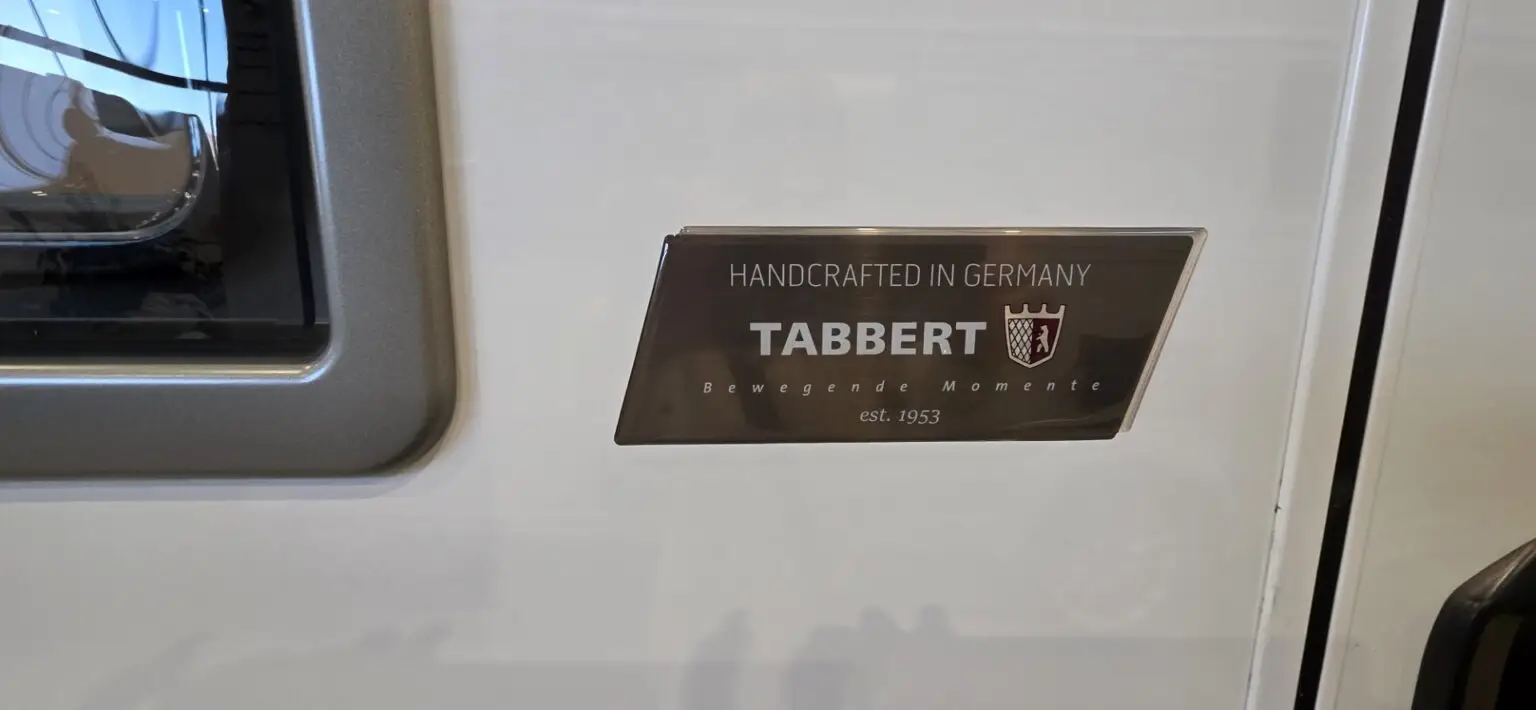 HANDCRAFTED IN GERMANY
TABBERT
Bewegende Momente
est. 1953